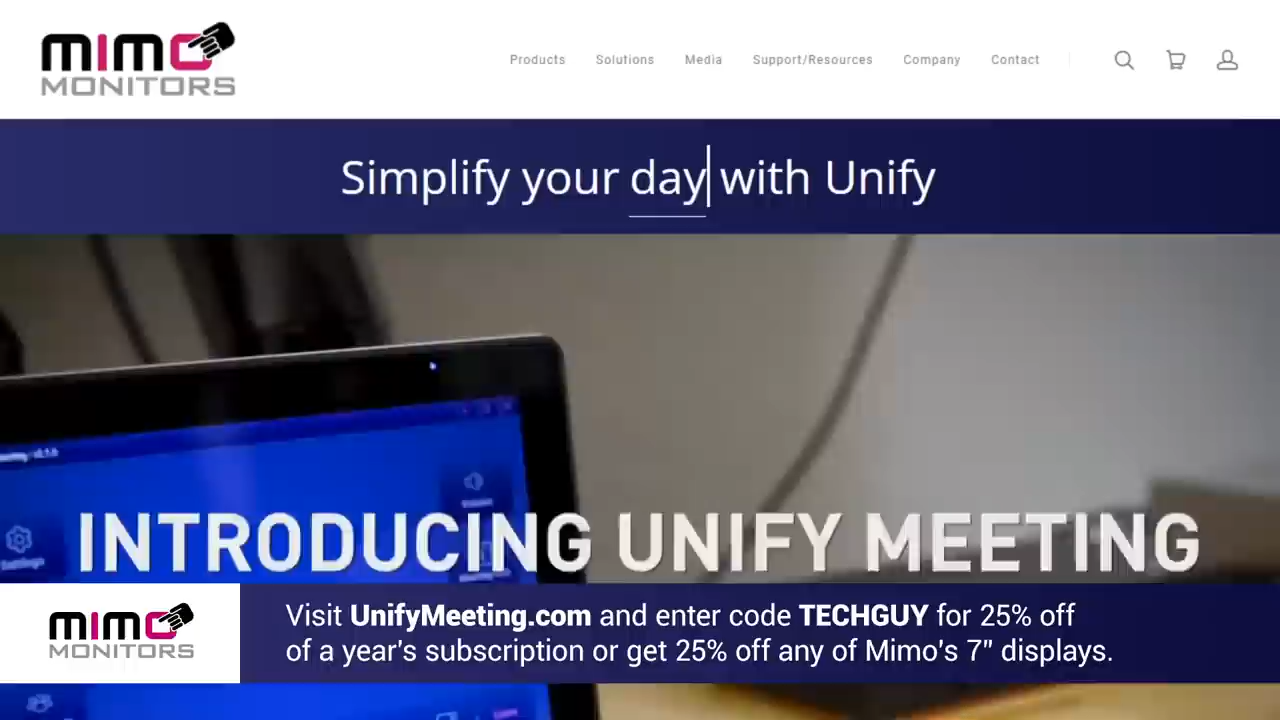 mimo
MONITORS
Products Solutions Media Support/Resources Company Contact
Simplify your day with Unify
Settings
INTRODUCING UNIFY MEETING
mimo
MONITORS
Visit UnifyMeeting.com and enter code TECHGUY for 25% off
of a year's subscription or get 25% off any of Mimo's 7" displays.